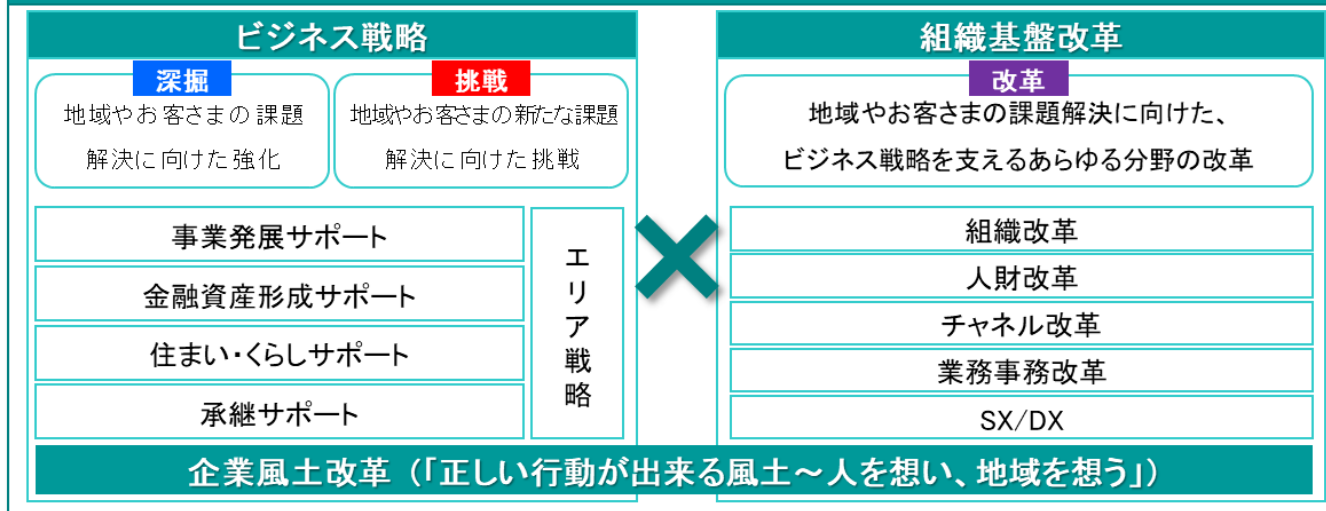 ビジネス戦略
深掘
地域やお客さまの課題
解決に向けた強化
挑戦
地域やお客さまの新たな課題
解決に向けた挑戦
事業発展サポート
金融資産形成サポート
住まい・くらしサポート
承継サポート
エリア戦略
組織基盤改革
改革
地域やお客さまの課題解決に向けた、
ビジネス戦略を支えるあらゆる分野の改革
組織改革
人財改革
チャネル改革
業務事務改革
SX/DX
企業風土改革（「正しい行動が出来る風土～人を想い、地域を想う」）